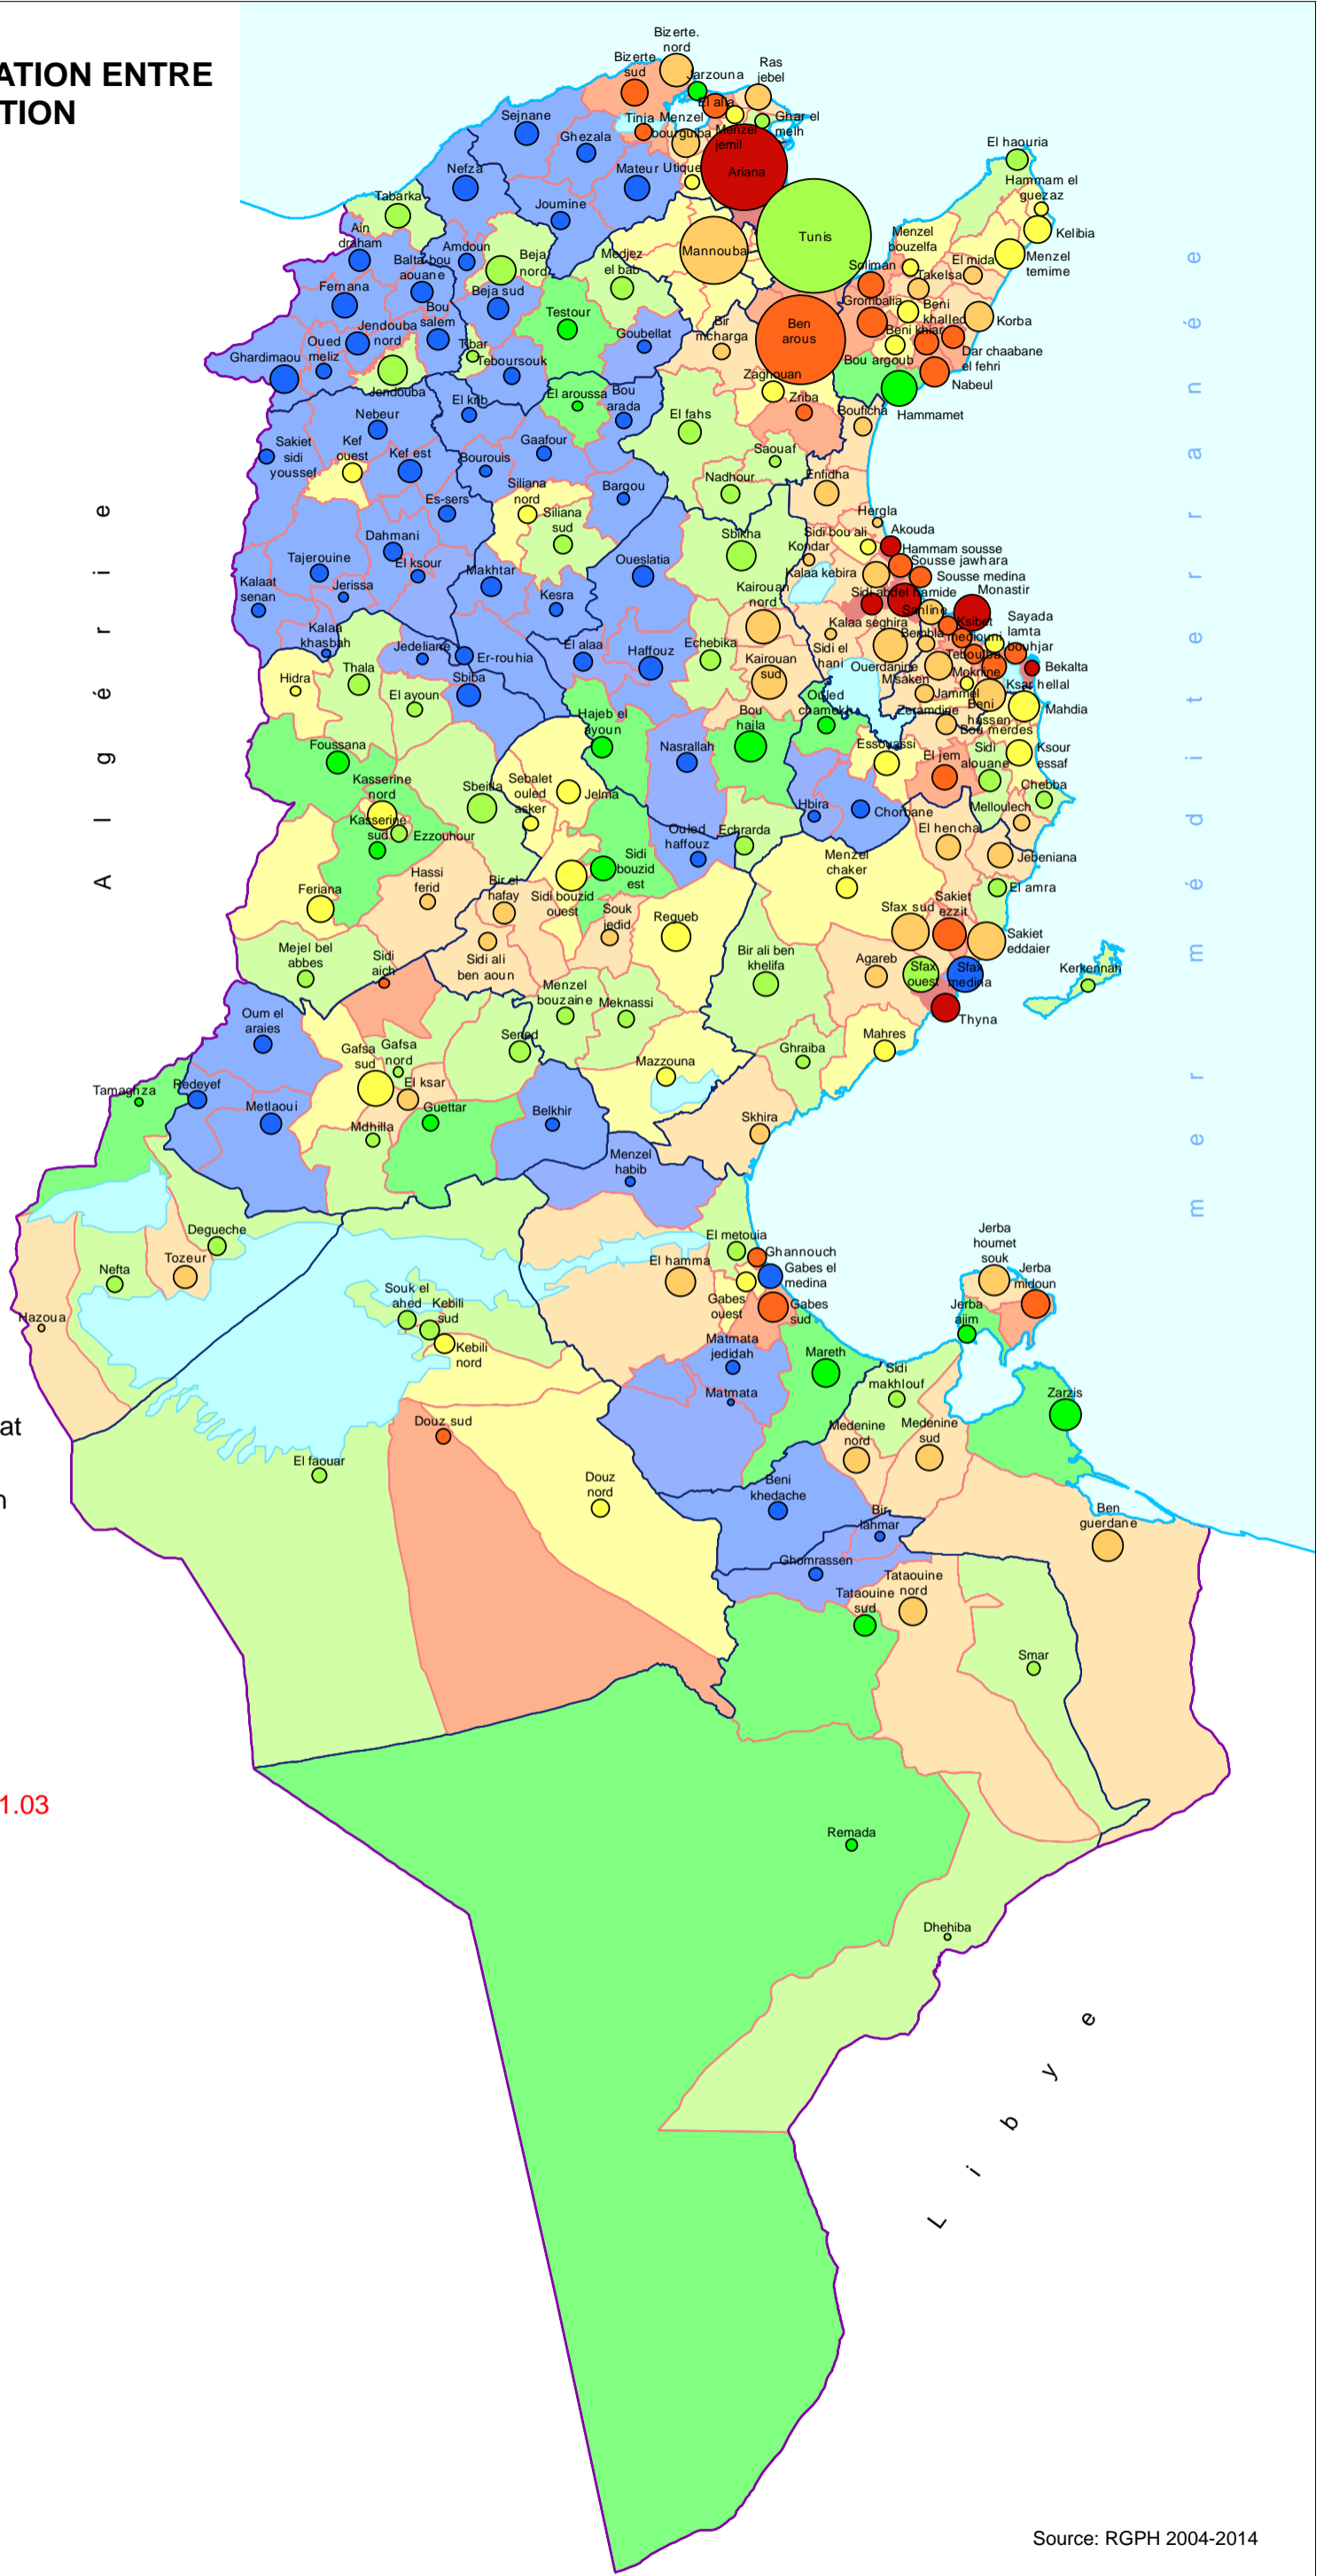 ATION ENTRE
TION
Bizerte.
nord
Bizerte
sud
Jarzouna
Ras
jebel
El alia
Ghar el
melh
Tinja
Menzel
bourguiba
Menzel
jemil
Sejnane
Ghezala
Mateur
Utique
Ariana
Nefza
Joumine
Tunis
Mannouba
El haouria
Hammam el
guezaz
Kelibia
Menzel
temime
Menzel
bouzelfa
El mida
Takelsa
Soliman
Korba
Grombalia
Beni
khalled
Beni khiar
Dar chaabane
el fehri
Bou argoub
Nabeul
Hammamet
Tabarka
Ain
draham
Amdoun
Beja
nord
Medjez
el bab
Balta bou
aouane
Fernana
Beja sud
Bou
salem
Testour
Goubellat
Bir
mcharga
Ben
arous
Jendouba
nord
Oued
meliz
Ghardimaou
Tibar
Teboursouk
Jendouba
Zaghouan
Zriba
Bouficha
El krib
El aroussa
Bou
arada
El fahs
Nebeur
Sakiet
sidi
youssef
Kef
ouest
Kef est
Gaafour
Bourouis
Saouaf
Nadhour
Enfidha
Es-sers
Siliana
nord
Bargou
Siliana
sud
Hergla
Sidi bou ali
Akouda
Dahmani
Sbikha
Kondar
Hammam sousse
Sousse jawhara
Sousse medina
Tajerouine
El ksour
Oueslatia
Kalaa kebira
Monastir
Kalaat
senan
Jerissa
Makhtar
Kesra
Kairouan
nord
Sidi abdel hamide
Sahline
Ksibet
mediouni
Sayada
lamta
bouhjar
Kalaa
khasbah
Jedeliane
Er-rouhia
El alaa
Haffouz
Echebika
Kairouan
sud
Sidi el
hani
Kalaa seghira
Bembla
Teboulba
Bekalta
Ouerdanine
Moknine
M'saken
Ksar hellal
Hidra
Thala
El ayoun
Sbiba
Jammel
Beni
hassen
Mahdia
Zeramdine
Bou merdes
Hajeb el
ayoun
Bou
hajla
Ouled
chamekh
Foussana
Nasrallah
Essouassi
El jem
Sidi
alouane
Ksour
essaf
Kasserine
nord
Sbeitla
Sebalet
ouled
asker
Jelma
Chebba
Kasserine
sud
Ezzouhour
Hbira
Chorbane
Melloulech
Ouled
haffouz
Echrarda
El hencha
Jebeniana
Sidi
bouzid
est
Menzel
chaker
El amra
Feriana
Hassi
ferid
Bir el
hafay
Sidi bouzid
ouest
Souk
jedid
Regueb
Sfax sud
Sakiet
ezzit
Sakiet
eddaier
Mejel bel
abbes
Sidi
aich
Sidi ali
ben aoun
Bir ali ben
khelifa
Agareb
Sfax
ouest
Sfax
medina
Kerkennah
Menzel
bouzaine
Meknassi
Thyna
Oum el
araies
Gafsa
sud
Gafsa
nord
Sened
Mahres
Ghraiba
Mazzouna
Tamaghza
Redeyef
El ksar
Metlaoui
Guettar
Mdhilla
Belkhir
Skhira
Menzel
habib
Degueche
Tozeur
Nefta
Hazoua
Souk el
ahed
Kebili
sud
Kebili
nord
El hamma
El metouia
Ghannouch
Gabes el
medina
Gabes
ouest
Gabes
sud
Jerba
houmet
souk
Jerba
midoun
Jerba
ajim
Matmata
jedidah
Matmata
Mareth
Sidi
makhlouf
Zarzis
Medenine
nord
Medenine
sud
at
Douz sud
El faouar
Douz
nord
Beni
khedache
n
Ben
guerdane
Bir
lahmar
Ghomrassen
Tataouine
nord
Tataouine
sud
Smar
1.03
Remada
Dhehiba
Algérie
mer méditerranée
Libye
Source: RGPH 2004-2014